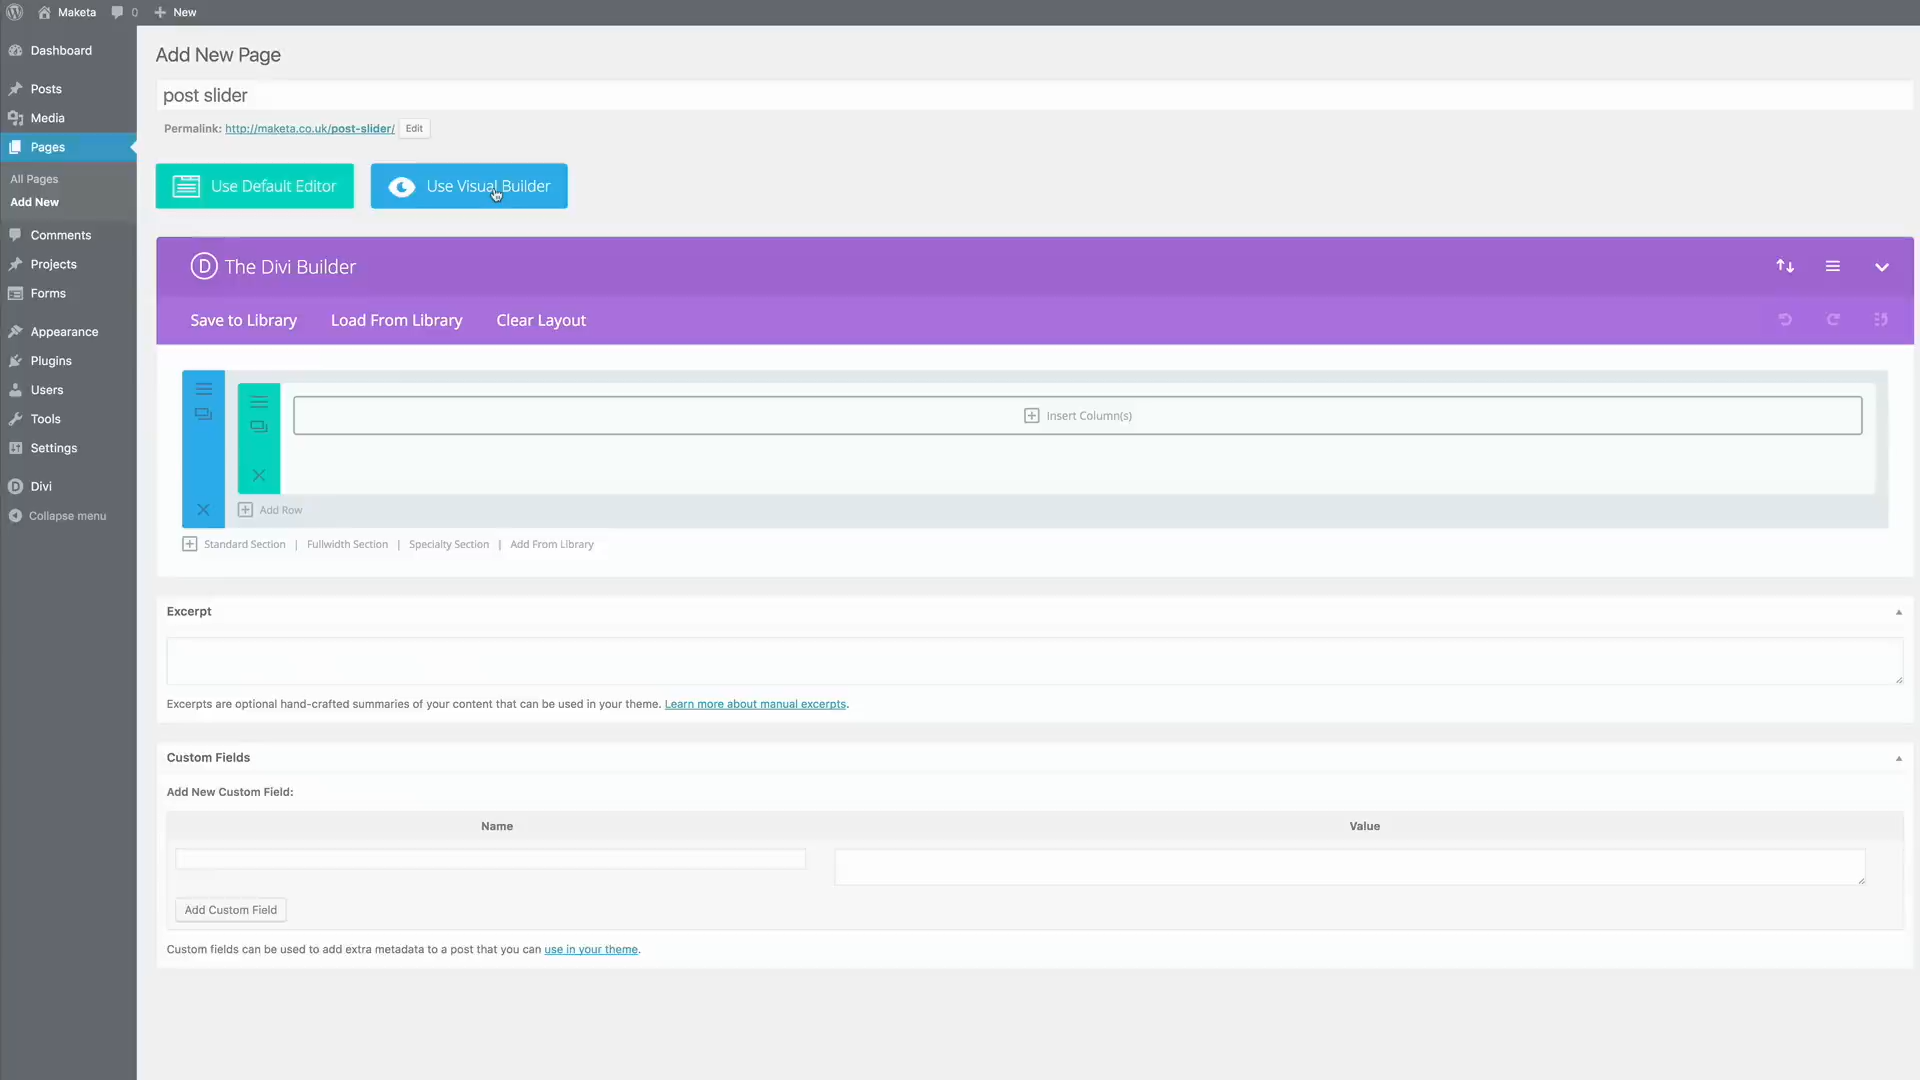 Maketa 0 New
Dashboard
Posts
Media
Pages
All Pages
Add New
Comments
Projects
Forms
Appearance
Plugins
Users
Tools
Settings
Divi
Collapse menu
Add New Page
post slider
Permalink: http://maketa.co.uk/post-slider/ Edit
Use Default Editor Use Visual Builder
D The Divi Builder
Save to Library Load From Library Clear Layout
Insert Column(s)
Add Row
Standard Section | Fullwidth Section | Specialty Section | Add From Library
Excerpt
Excerpts are optional hand-crafted summaries of your content that can be used in your theme. Learn more about manual excerpts.
Custom Fields
Add New Custom Field:
Name Value
Add Custom Field
Custom fields can be used to add extra metadata to a post that you can use in your theme.